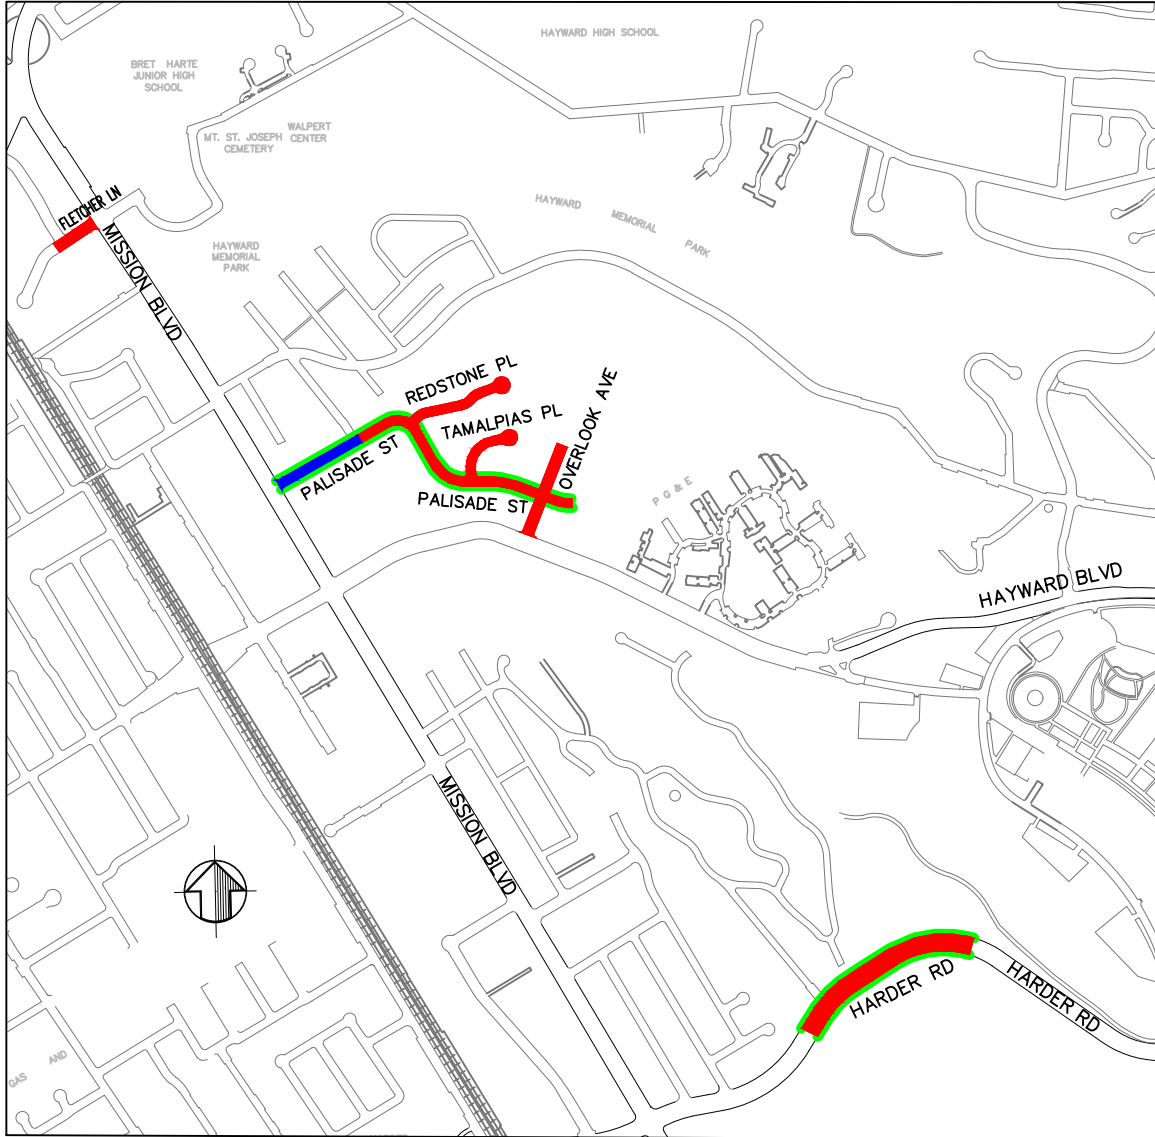 HAYWARD HIGH SCHOOL
BRET HARTE
JUNIOR HIGH
SCHOOL
WALPERT
CENTER
MT. ST. JOSEPH
CEMETERY
FLETCHER LN
HAYWARD
MEMORIAL
PARK
HAYWARD
MEMORIAL
PARK
MISSION BLVD
REDSTONE PL
OVERLOOK AVE
TAMALPIAS PL
PALISADE ST
PALISADE ST
P G & E
HAYWARD BLVD
MISSION BLVD
HARDER RD
HARDER RD
GAS AND